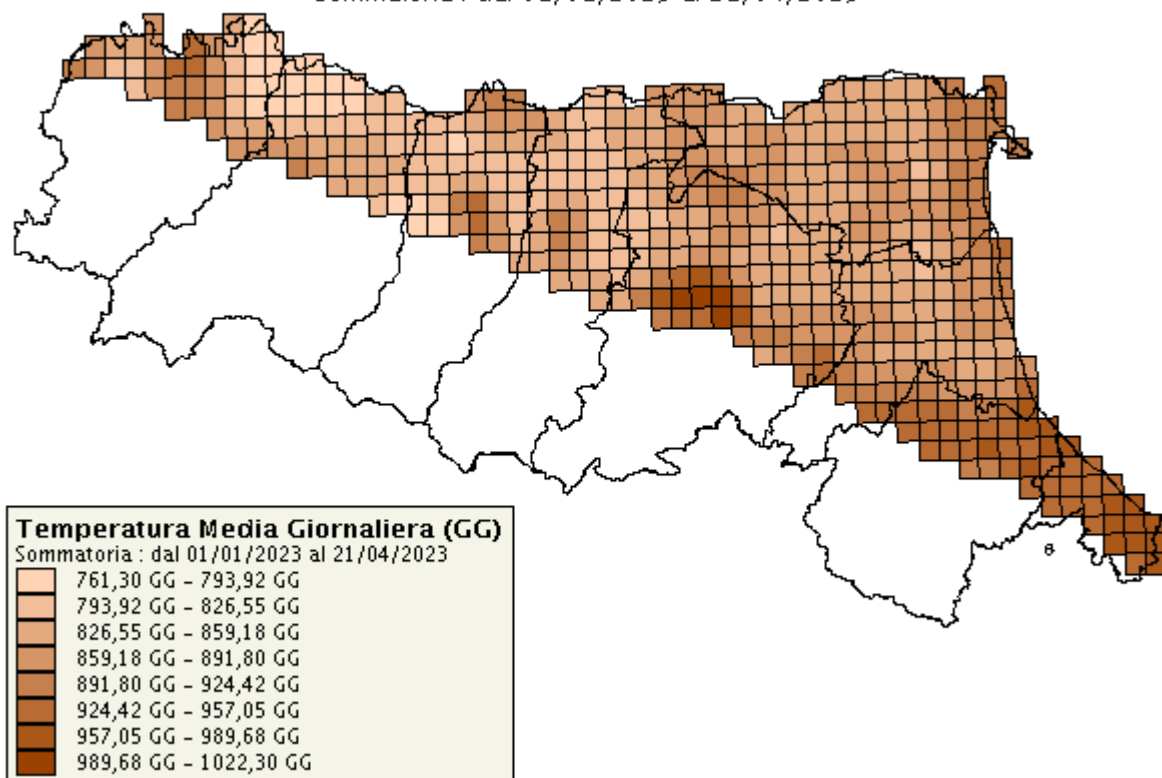 Temperatura Media Giornaliera (GG)
Sommatoria : dal 01/01/2023 al 21/04/2023
761,30 GG - 793,92 GG
793,92 GG - 826,55 GG
826,55 GG - 859,18 GG
859,18 GG - 891,80 GG
891,80 GG - 924,42 GG
924,42 GG - 957,05 GG
957,05 GG - 989,68 GG
989,68 GG - 1022,30 GG